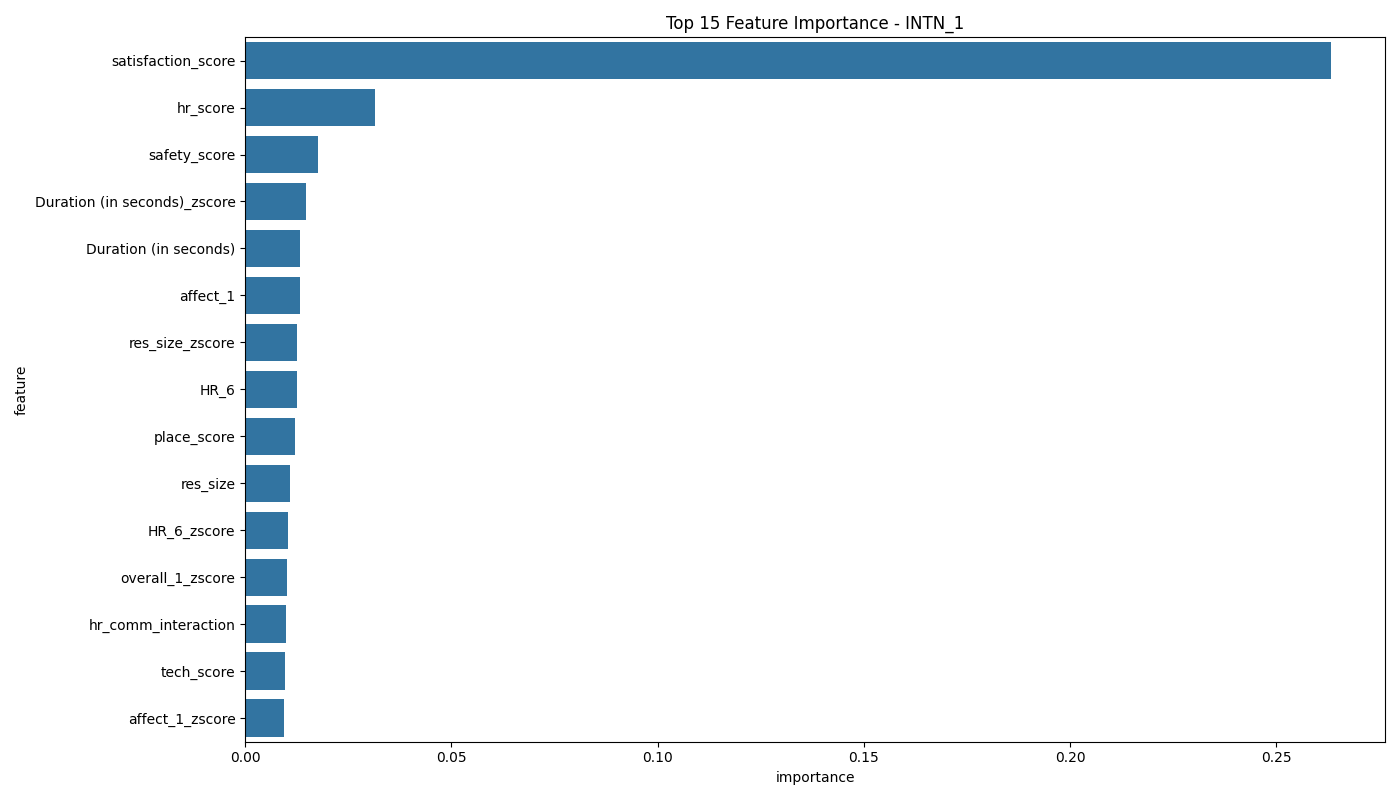 Top 15 Feature Importance - INTN_1
satisfaction_score
hr_score
safety_score
Duration (in seconds)_zscore
Duration (in seconds)
affect_1
res_size_zscore
HR_6
place_score
res_size
HR_6_zscore
overall_1_zscore
hr_comm_interaction
tech_score
affect_1_zscore
feature
0.00 0.05 0.10 0.15 0.20 0.25
importance